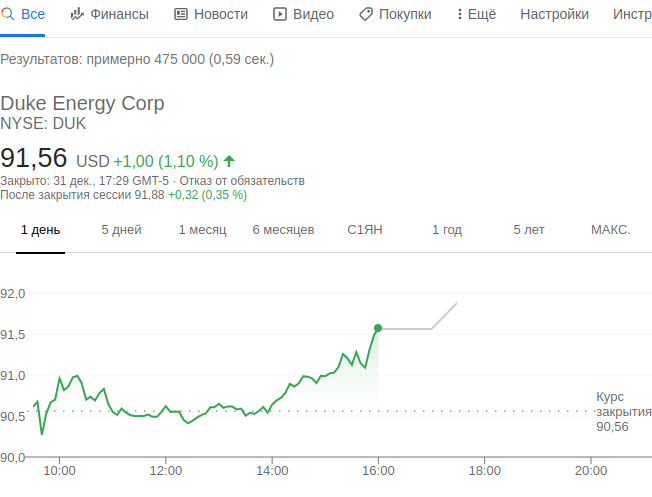 Все Финансы Новости Видео Покупки Ещё Настройки Инстр
Результатов: примерно 475 000 (0,59 сек.)
Duke Energy Corp
NYSE: DUK
91,56 USD +1,00 (1,10 %)
Закрыто: 31 дек., 17:29 GMT-5 · Отказ от обязательств
После закрытия сессии 91,88 +0,32 (0,35 %)
1 день 5 дней 1 месяц 6 месяцев С1ЯН 1 год 5 лет МАКС.
92,0
91,5
91,0
90,5
90,0
Курс
закрытия
90,56
10:00 12:00 14:00 16:00 18:00 20:00